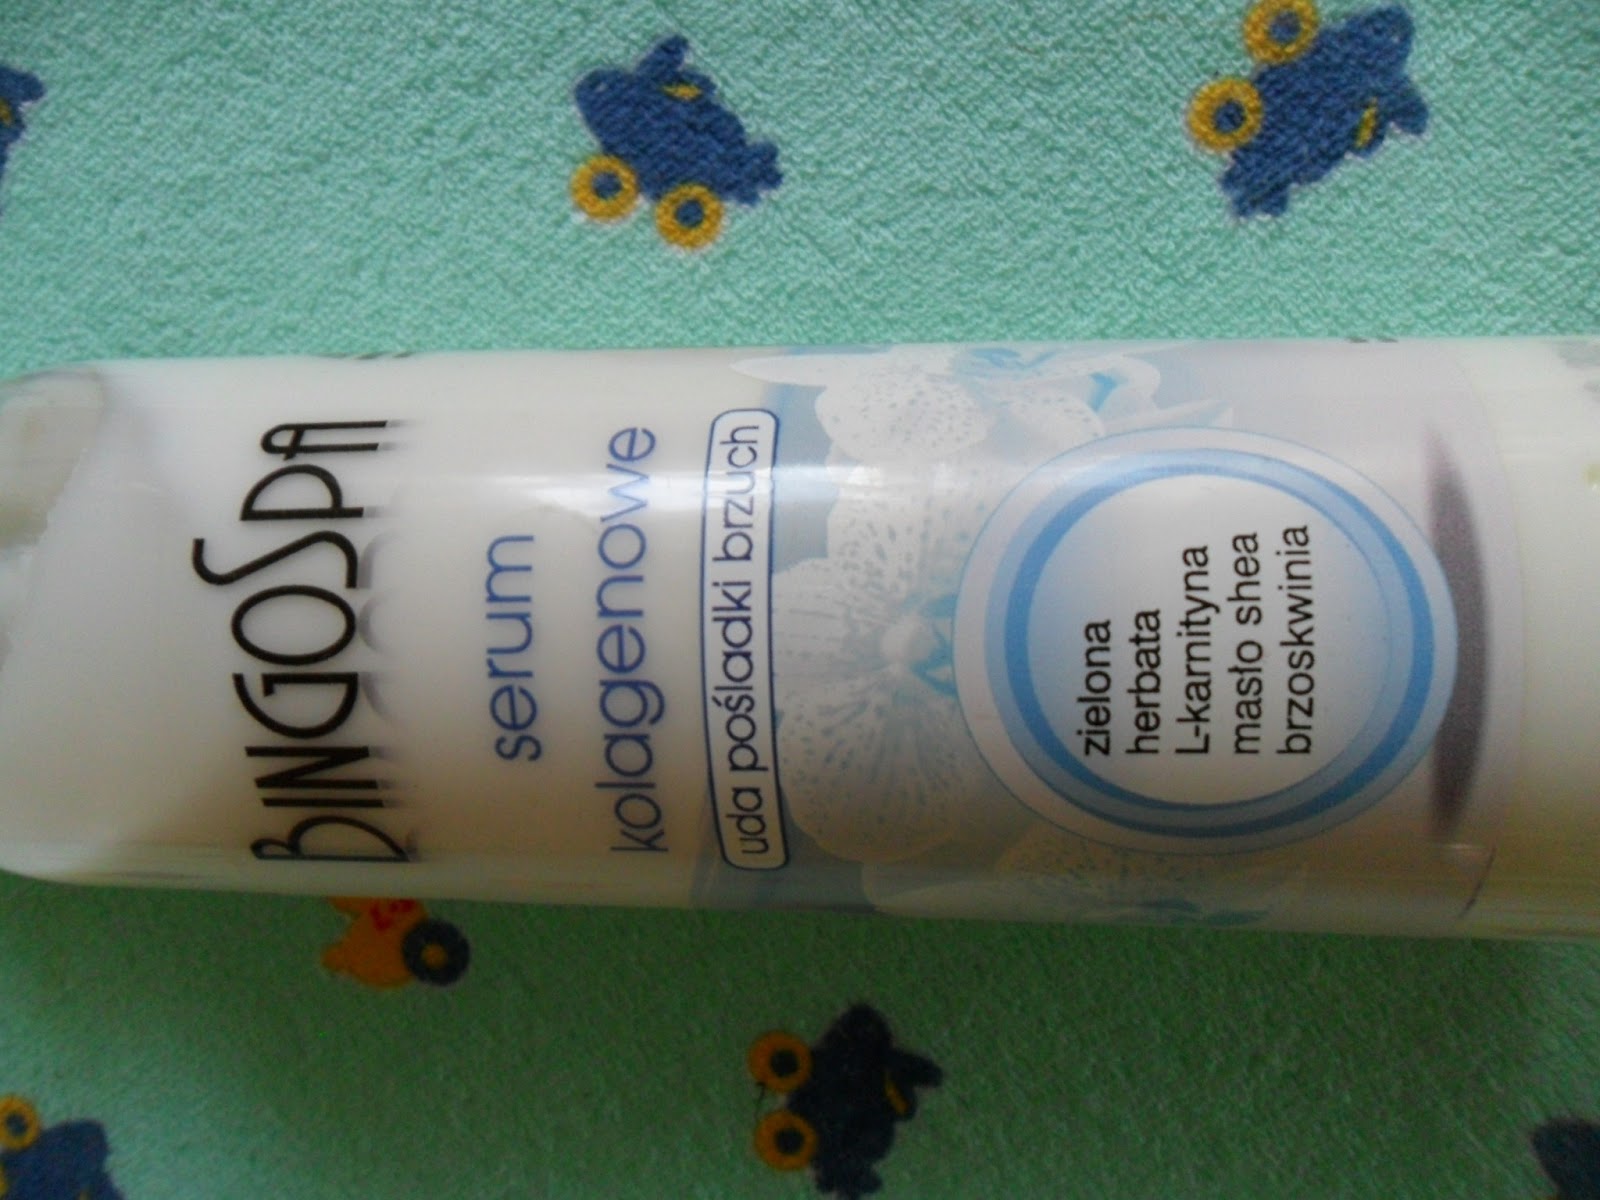 BINGOSPA
serum
kolagenowe
uda pośladki brzuch
zielona
herbata
L-karnityna
masło shea
brzoskwinia